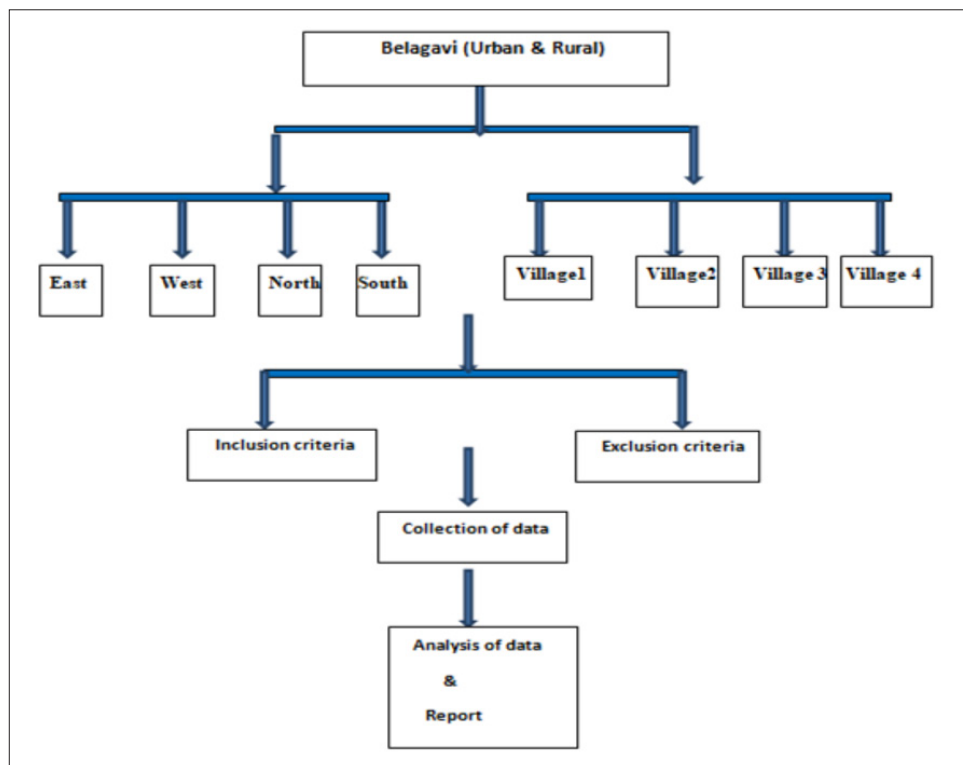 Belagavi (Urban & Rural)
East
West
North
South
Village1
Village2
Village 3
Village 4
Inclusion criteria
Exclusion criteria
Collection of data
Analysis of data
&
Report